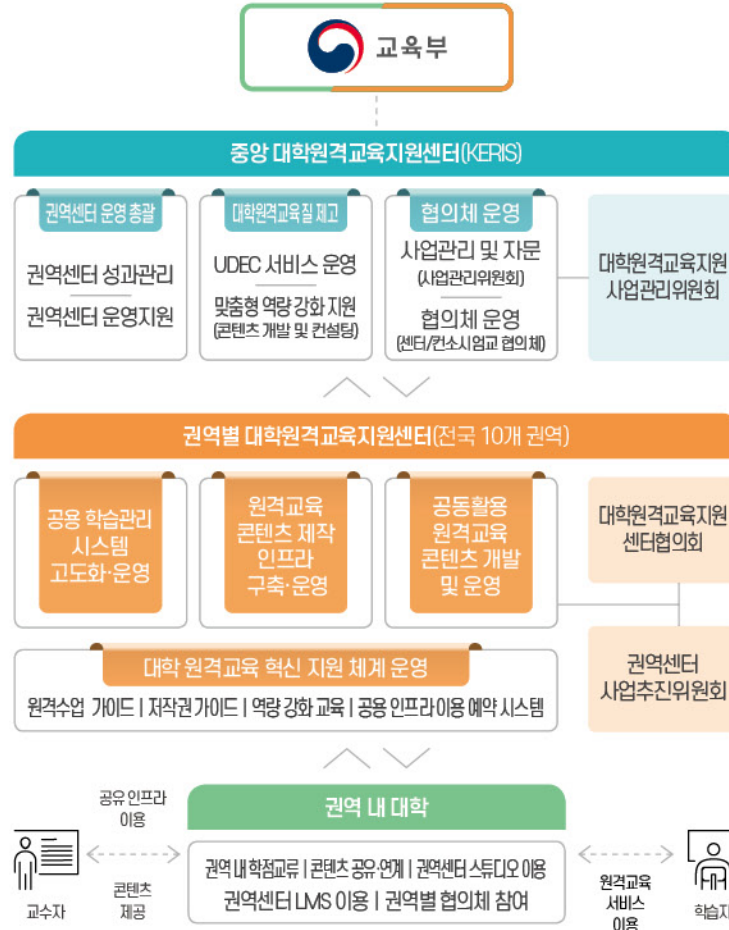 교육부
중앙 대학원격교육지원센터(KERIS)
권역센터 운영 총괄
권역센터 성과관리
권역센터 운영지원
대학원격교육 질 제고
UDEC 서비스 운영
맞춤형 역량 강화 지원
(콘텐츠 개발 및 컨설팅)
협의체 운영
사업관리 및 자문
(사업관리위원회)
협의체 운영
(센터/컨소시엄교 협의체)
대학원격교육지원
사업관리위원회
권역별 대학원격교육지원센터(전국 10개 권역)
공용 학습관리
시스템
고도화·운영
원격교육
콘텐츠 제작
인프라
구축·운영
공동활용
원격교육
콘텐츠 개발
및 운영
대학원격교육지원
센터협의회
대학 원격교육 혁신 지원 체계 운영
원격수업 가이드 | 저작권 가이드 | 역량 강화 교육 | 공용 인프라 이용 예약 시스템
권역센터
사업추진위원회
권역 내 대학
권역 내 학점교류 | 콘텐츠 공유·연계 | 권역센터 스튜디오 이용
권역센터 LMS 이용 | 권역별 협의체 참여
공유 인프라
이용
콘텐츠
제공
교수자
원격교육
서비스
이용
학습자